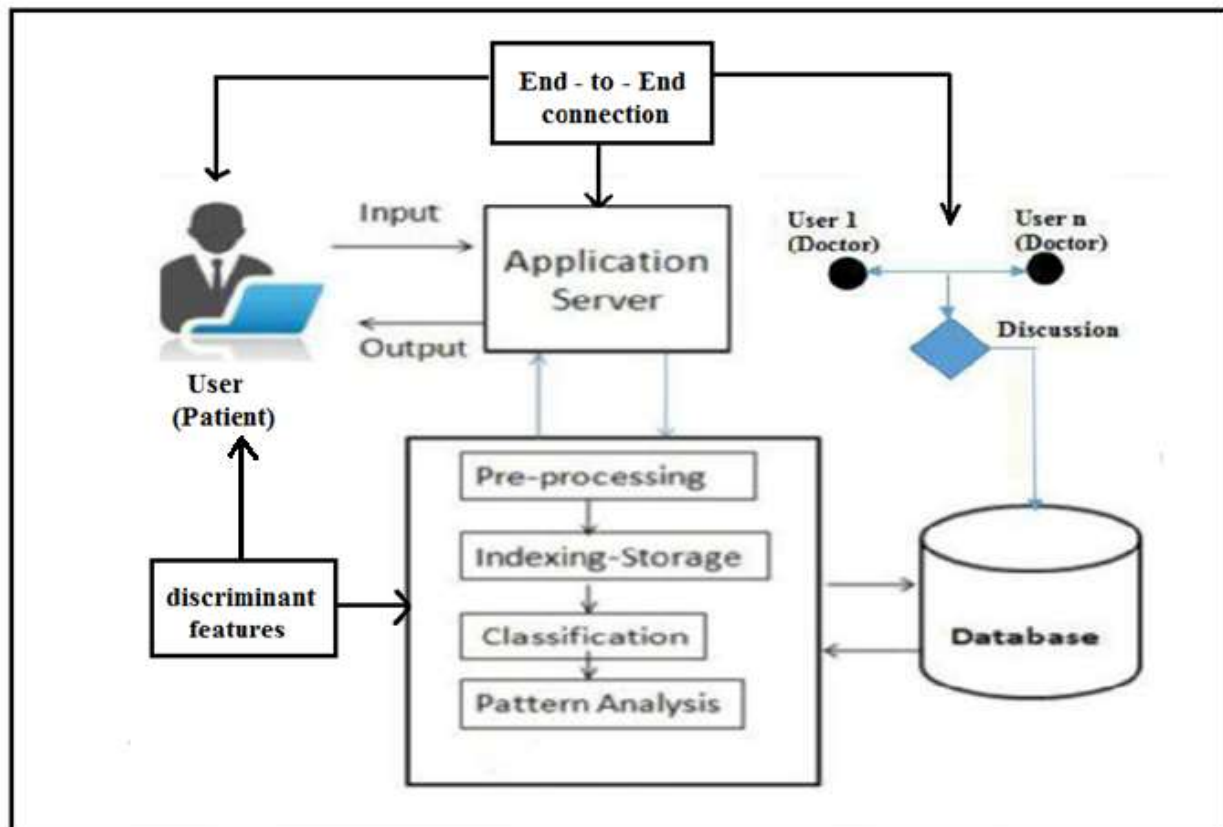 End - to - End
connection
Input
Application
Server
Output
User
(Patient)
User 1
(Doctor)
User n
(Doctor)
Discussion
Pre-processing
Indexing-Storage
Classification
Pattern Analysis
discriminant
features
Database